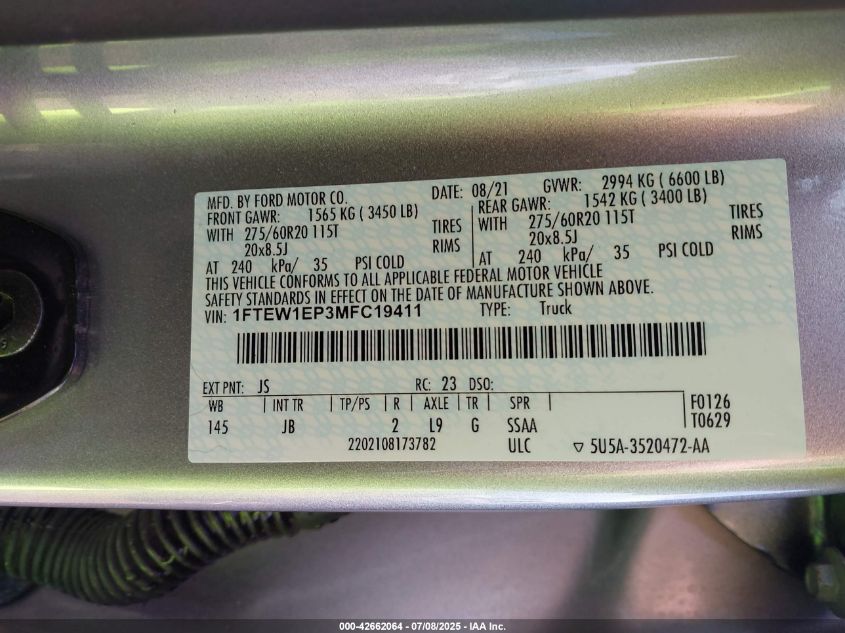 MFD. BY FORD MOTOR CO. DATE: 08/21 GVWR: 2994 KG ( 6600 LB)
FRONT GAWR: 1565 KG ( 3450 LB) REAR GAWR: 1542 KG ( 3400 LB)
WITH 275/60R20 115T TIRES WITH 275/60R20 115T TIRES
20x8.5J RIMS 20x8.5J RIMS
AT 240 kPa/ 35 PSI COLD AT 240 kPa/ 35 PSI COLD
THIS VEHICLE CONFORMS TO ALL APPLICABLE FEDERAL MOTOR VEHICLE
SAFETY STANDARDS IN EFFECT ON THE DATE OF MANUFACTURE SHOWN ABOVE.
VIN: 1FTEW1EP3MFC19411 TYPE: Truck
EXT PNT: JS RC: 23 DSO:
WB | INT TR | TP/PS | R | AXLE | TR | SPR F0126
145 JB 2 L9 G SSAA T0629
2202108173782 ULC ▽ 5U5A-3520472-AA
000-42662064 - 07/08/2025 - IAA Inc.